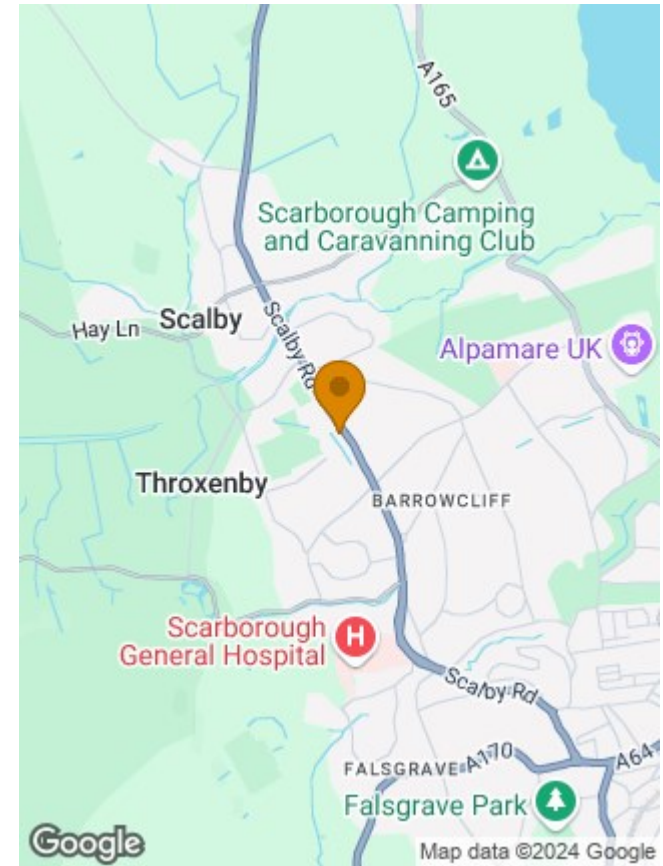 A165
Scarborough Camping
and Caravanning Club
Scalby
Hay Ln
Scalby Rd
Alpamare UK
Throxenby
BARROWCLIFF
Scarborough
General Hospital
H
Scalby Rd
A64
A170
FALSGRAVE
Falsgrave Park
Google
Map data ©2024 Google